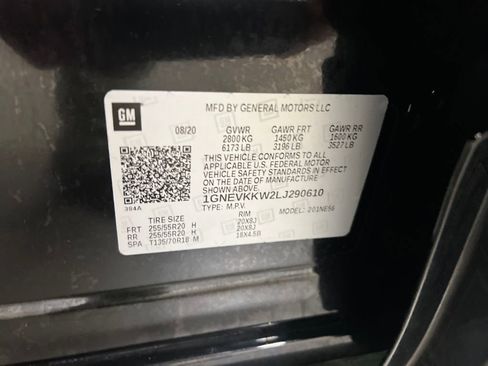 GM
MFD BY GENERAL MOTORS LLC
08/20 GVWR GAWR FRT GAWR RR
2800 KG 1450 KG 1600 KG
6173 LB 3196 LB 3527 LB
THIS VEHICLE CONFORMS TO ALL
APPLICABLE U.S. FEDERAL MOTOR
VEHICLE SAFETY STANDARDS IN EFFECT
ON THE DATE OF MANUFACTURE
SHOWN ABOVE.
1GNEVKKW2LJ290610
394A
TYPE: M.P.V. MODEL: 201NE56
TIRE SIZE RIM
FRT 255/55R20 H 20X8J
RR 255/55R20 H 20X8J
SPA T135/70R18 M 18X4.5B